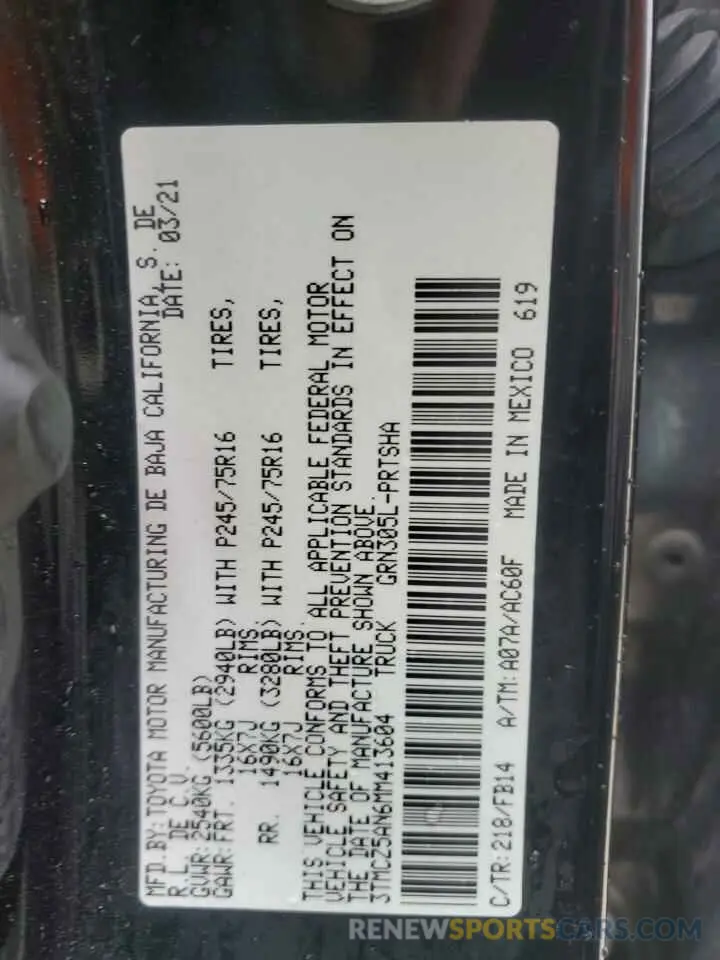 MFD.BY: TOYOTA MOTOR MANUFACTURING DE BAJA CALIFORNIA, S. DE
R.L. DE C.V. DATE: 03/21
GVWR: 2540KG (5600LB)
GAWR: FRT. 1335KG (2940LB) WITH P245/75R16 TIRES,
16X7J RIMS.
RR. 1490KG (3280LB) WITH P245/75R16 TIRES,
16X7J RIMS.
THIS VEHICLE CONFORMS TO ALL APPLICABLE FEDERAL MOTOR
VEHICLE SAFETY AND THEFT PREVENTION STANDARDS IN EFFECT ON
THE DATE OF MANUFACTURE SHOWN ABOVE.
3TMCZ5AN6MM413604 TRUCK GRN305L-PRTSHA
C/TR: 218/FB14 A/TM: A07A/AC60F MADE IN MEXICO 619
RENEWSPORTSCARS.COM